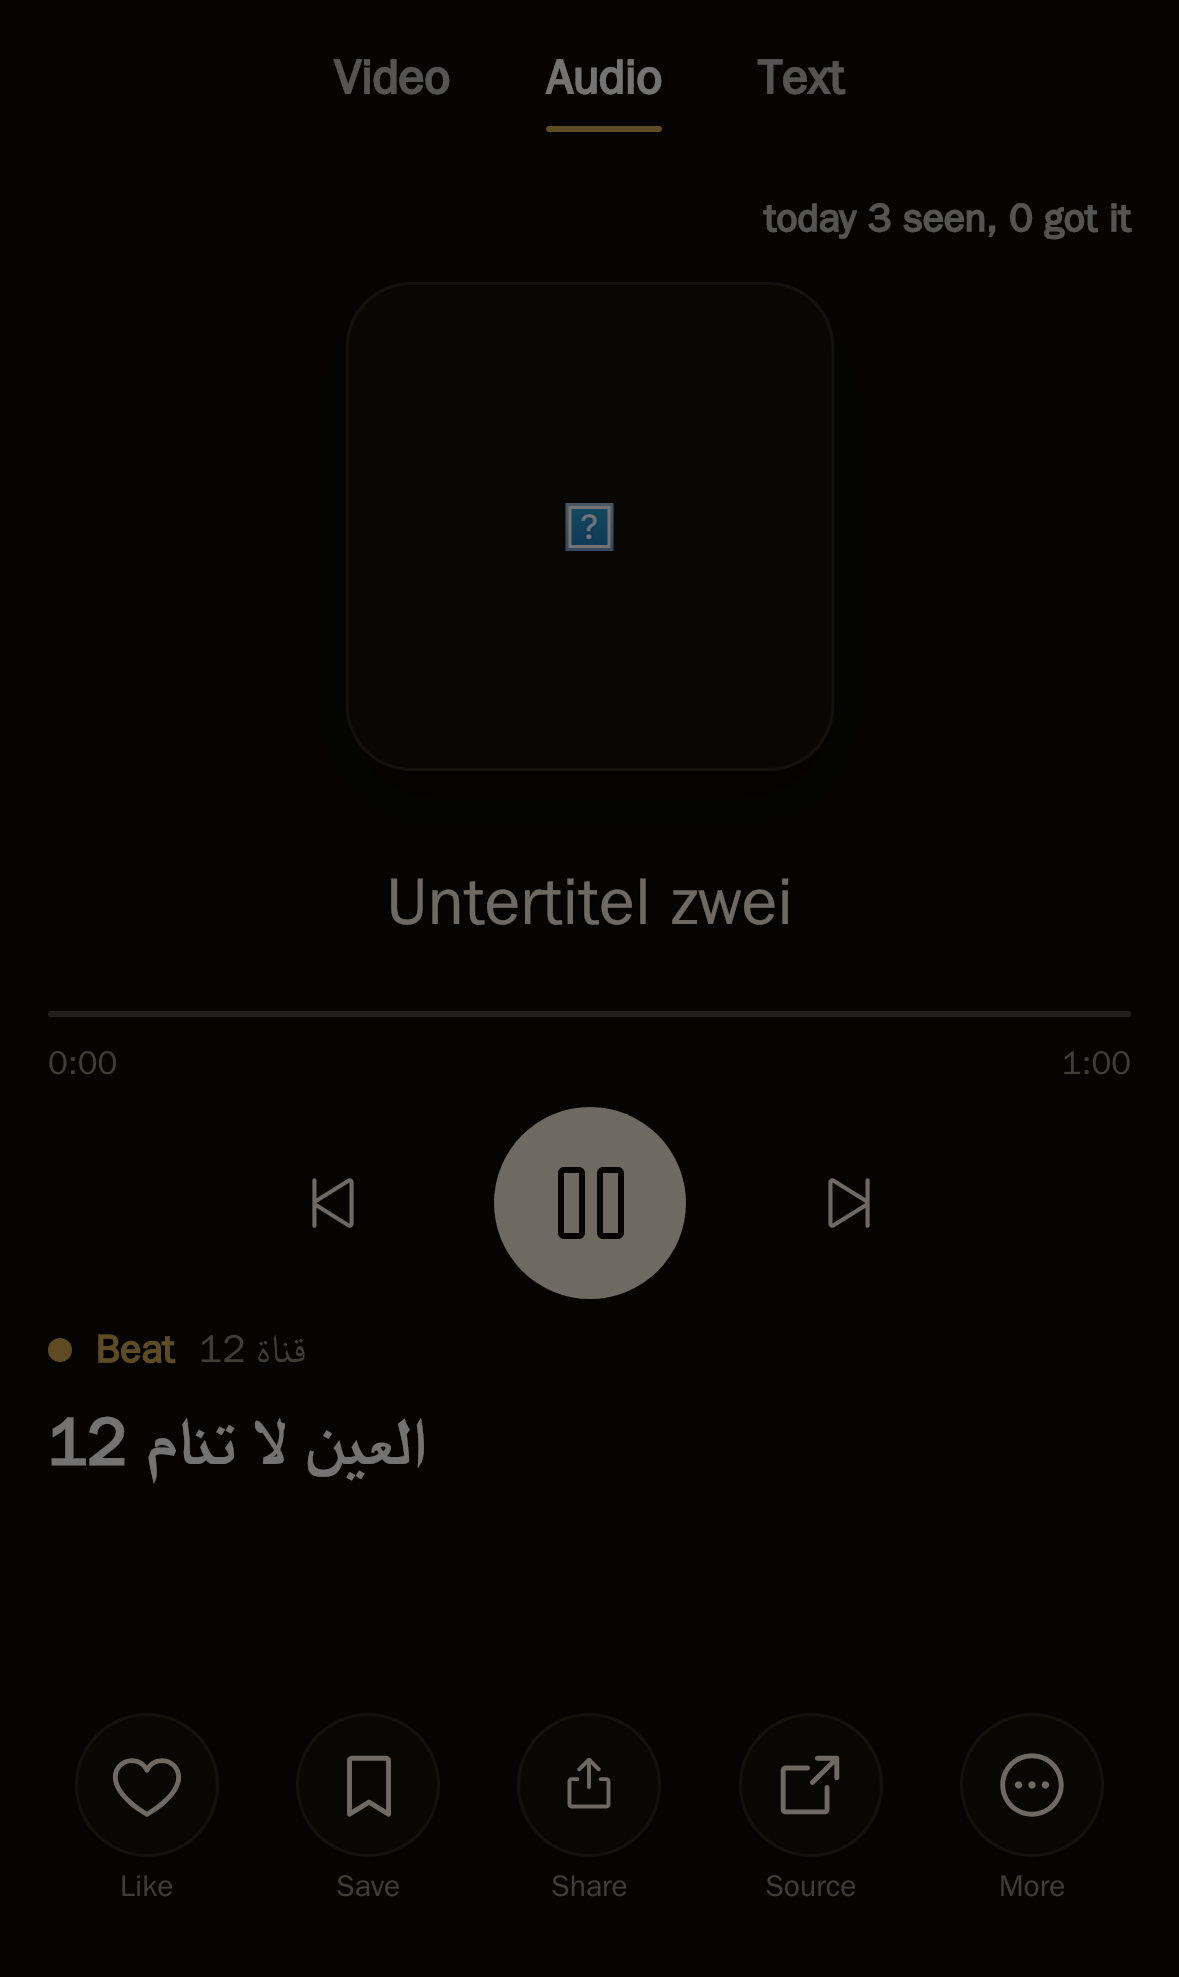 Video Audio Text
today 3 seen, 0 got it
?
Untertitel zwei
0:00 1:00
Beat قناة 12
العين لا تنام 12
Like Save Share Source More